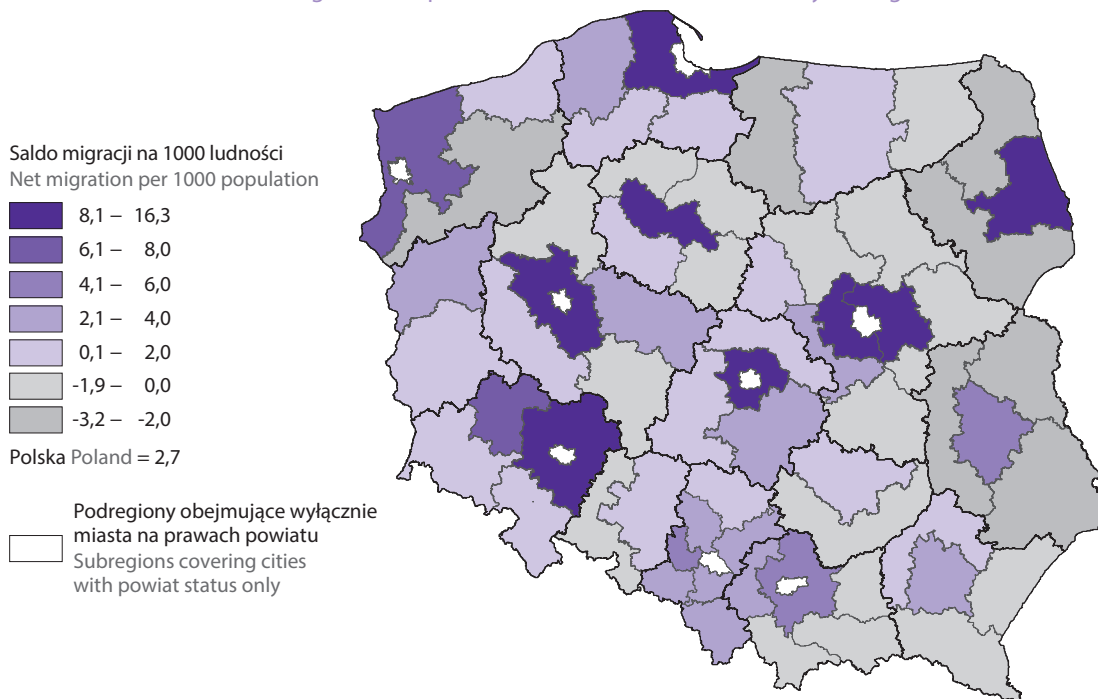 Saldo migracji na 1000 ludności
Net migration per 1000 population
8,1 – 16,3
6,1 – 8,0
4,1 – 6,0
2,1 – 4,0
0,1 – 2,0
-1,9 – 0,0
-3,2 – -2,0
Polska Poland = 2,7
Podregiony obejmujące wyłącznie
miasta na prawach powiatu
Subregions covering cities
with powiat status only